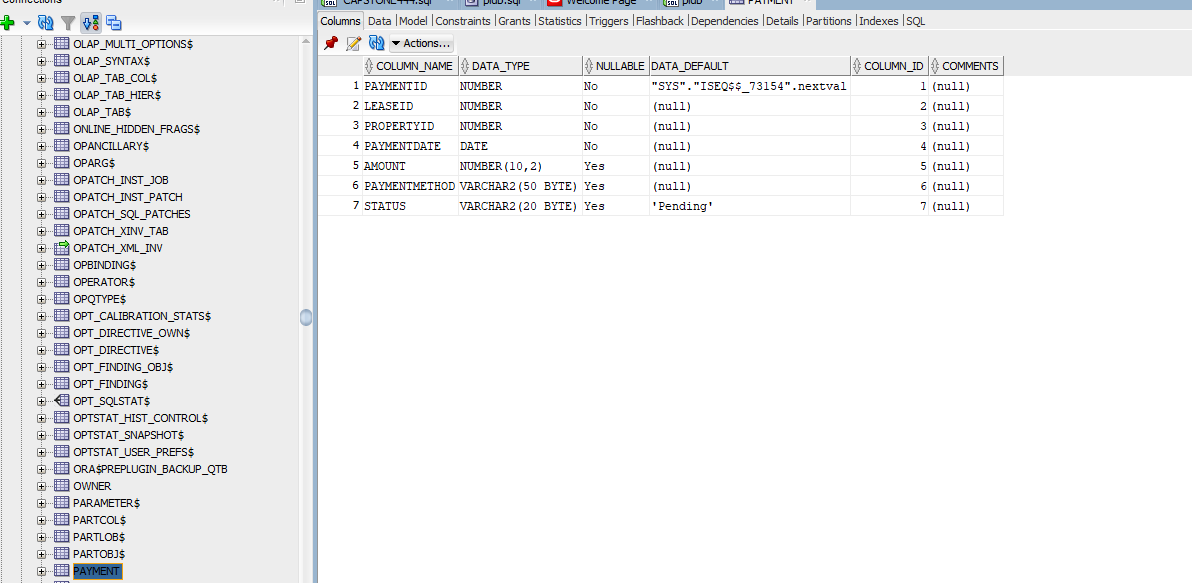 Connections
CAPSTONE444.sql
plub.sql
Welcome Page
plub
PAYMENT
Columns Data Model Constraints Grants Statistics Triggers Flashback Dependencies Details Partitions Indexes SQL
Actions...
COLUMN_NAME DATA_TYPE NULLABLE DATA_DEFAULT COLUMN_ID COMMENTS
1 PAYMENTID NUMBER No "SYS"."ISEQ$$_73154".nextval 1 (null)
2 LEASEID NUMBER No (null) 2 (null)
3 PROPERTYID NUMBER No (null) 3 (null)
4 PAYMENTDATE DATE No (null) 4 (null)
5 AMOUNT NUMBER(10,2) Yes (null) 5 (null)
6 PAYMENTMETHOD VARCHAR2(50 BYTE) Yes (null) 6 (null)
7 STATUS VARCHAR2(20 BYTE) Yes 'Pending' 7 (null)
OLAP_MULTI_OPTIONS$
OLAP_SYNTAX$
OLAP_TAB_COL$
OLAP_TAB_HIER$
OLAP_TAB$
ONLINE_HIDDEN_FRAGS$
OPANCILLARY$
OPARG$
OPATCH_INST_JOB
OPATCH_INST_PATCH
OPATCH_SQL_PATCHES
OPATCH_XINV_TAB
OPATCH_XML_INV
OPBINDING$
OPERATOR$
OPQTYPE$
OPT_CALIBRATION_STATS$
OPT_DIRECTIVE_OWN$
OPT_DIRECTIVE$
OPT_FINDING_OBJ$
OPT_FINDING$
OPT_SQLSTAT$
OPTSTAT_HIST_CONTROL$
OPTSTAT_SNAPSHOT$
OPTSTAT_USER_PREFS$
ORA$PREPLUGIN_BACKUP_QTB
OWNER
PARAMETER$
PARTCOL$
PARTLOB$
PARTOBJ$
PAYMENT